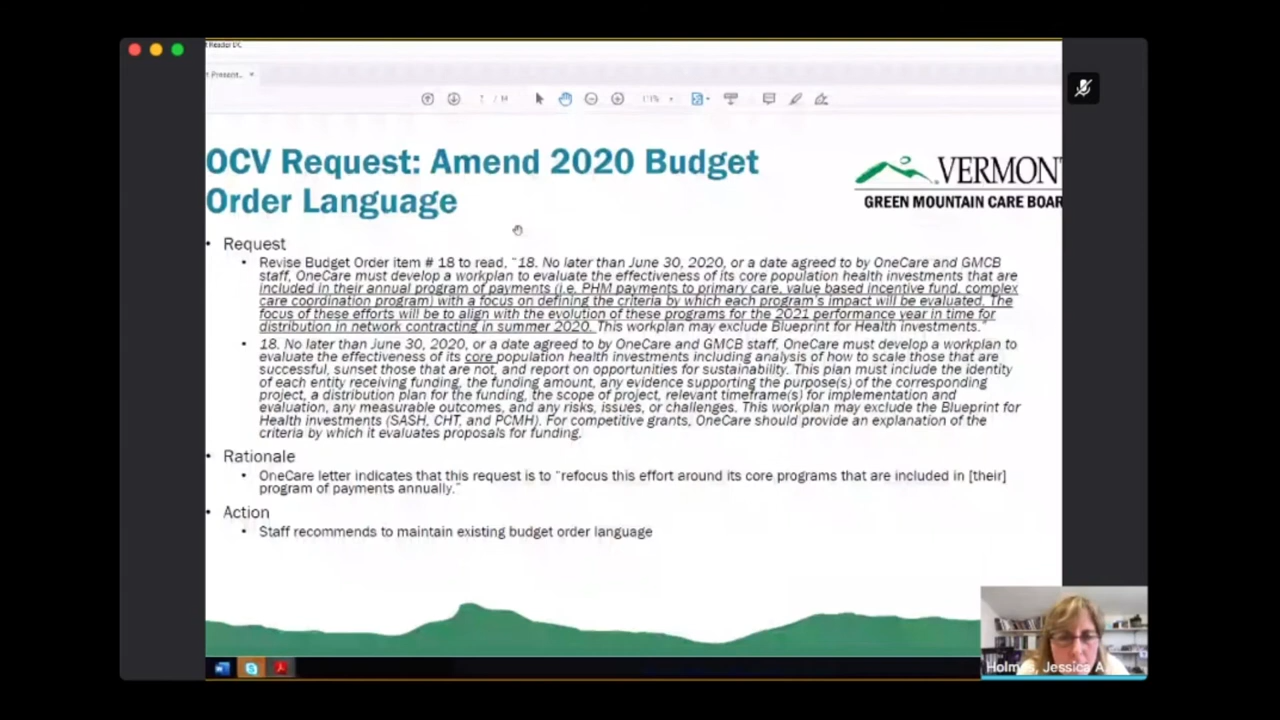 t Reader DC
t Present...
7 / 14
111%
OCV Request: Amend 2020 Budget
Order Language
VERMONT
GREEN MOUNTAIN CARE BOAR
• Request
• Revise Budget Order item # 18 to read, “18. No later than June 30, 2020, or a date agreed to by OneCare and GMCB
staff, OneCare must develop a workplan to evaluate the effectiveness of its core population health investments that are
included in their annual program of payments (i.e. PHM payments to primary care, value based incentive fund, complex
care coordination program) with a focus on defining the criteria by which each program's impact will be evaluated. The
focus of these efforts will be to align with the evolution of these programs for the 2021 performance year in time for
distribution in network contracting in summer 2020. This workplan may exclude Blueprint for Health investments.”
• 18. No later than June 30, 2020, or a date agreed to by OneCare and GMCB staff, OneCare must develop a workplan to
evaluate the effectiveness of its core population health investments including analysis of how to scale those that are
successful, sunset those that are not, and report on opportunities for sustainability. This plan must include the identity
of each entity receiving funding, the funding amount, any evidence supporting the purpose(s) of the corresponding
project, a distribution plan for the funding, the scope of project, relevant timeframe(s) for implementation and
evaluation, any measurable outcomes, and any risks, issues, or challenges. This workplan may exclude the Blueprint for
Health investments (SASH, CHT, and PCMH). For competitive grants, OneCare should provide an explanation of the
criteria by which it evaluates proposals for funding.
• Rationale
• OneCare letter indicates that this request is to “refocus this effort around its core programs that are included in [their]
program of payments annually.”
• Action
• Staff recommends to maintain existing budget order language
Holmes, Jessica A.